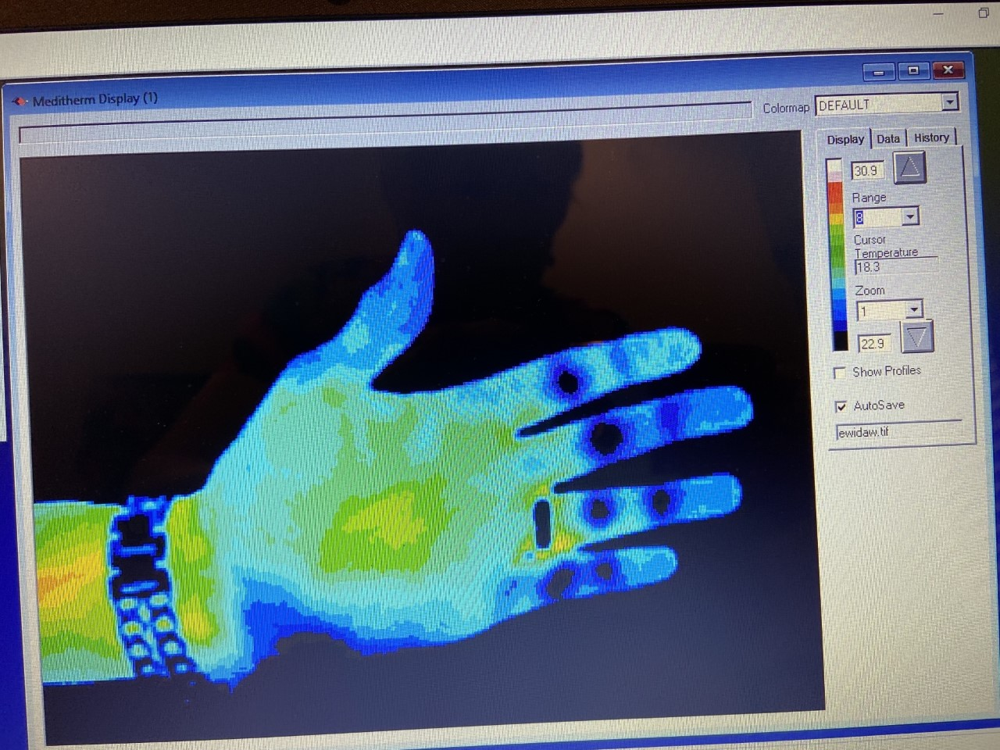 Meditherm Display (1)
Colormap DEFAULT
Display Data History
30.9
Range
8
Cursor
Temperature
18.3
Zoom
1
22.9
Show Profiles
AutoSave
ewidaw.tif